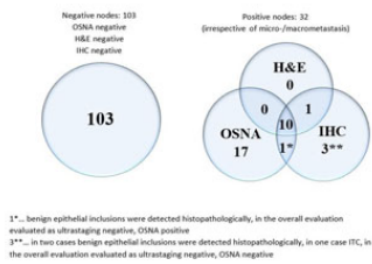 Negative nodes: 103
OSNA negative
H&E negative
IHC negative
103
Positive nodes: 32
(irrespective of micro-/macrometastasis)
H&E
0
0
1
10
OSNA
17
IHC
3**
1*
1*... benign epithelial inclusions were detected histopathologically, in the overall evaluation
evaluated as ultrastaging negative, OSNA positive
3**... in two cases benign epithelial inclusions were detected histopathologically, in one case ITC, in
the overall evaluation evaluated as ultrastaging negative, OSNA negative